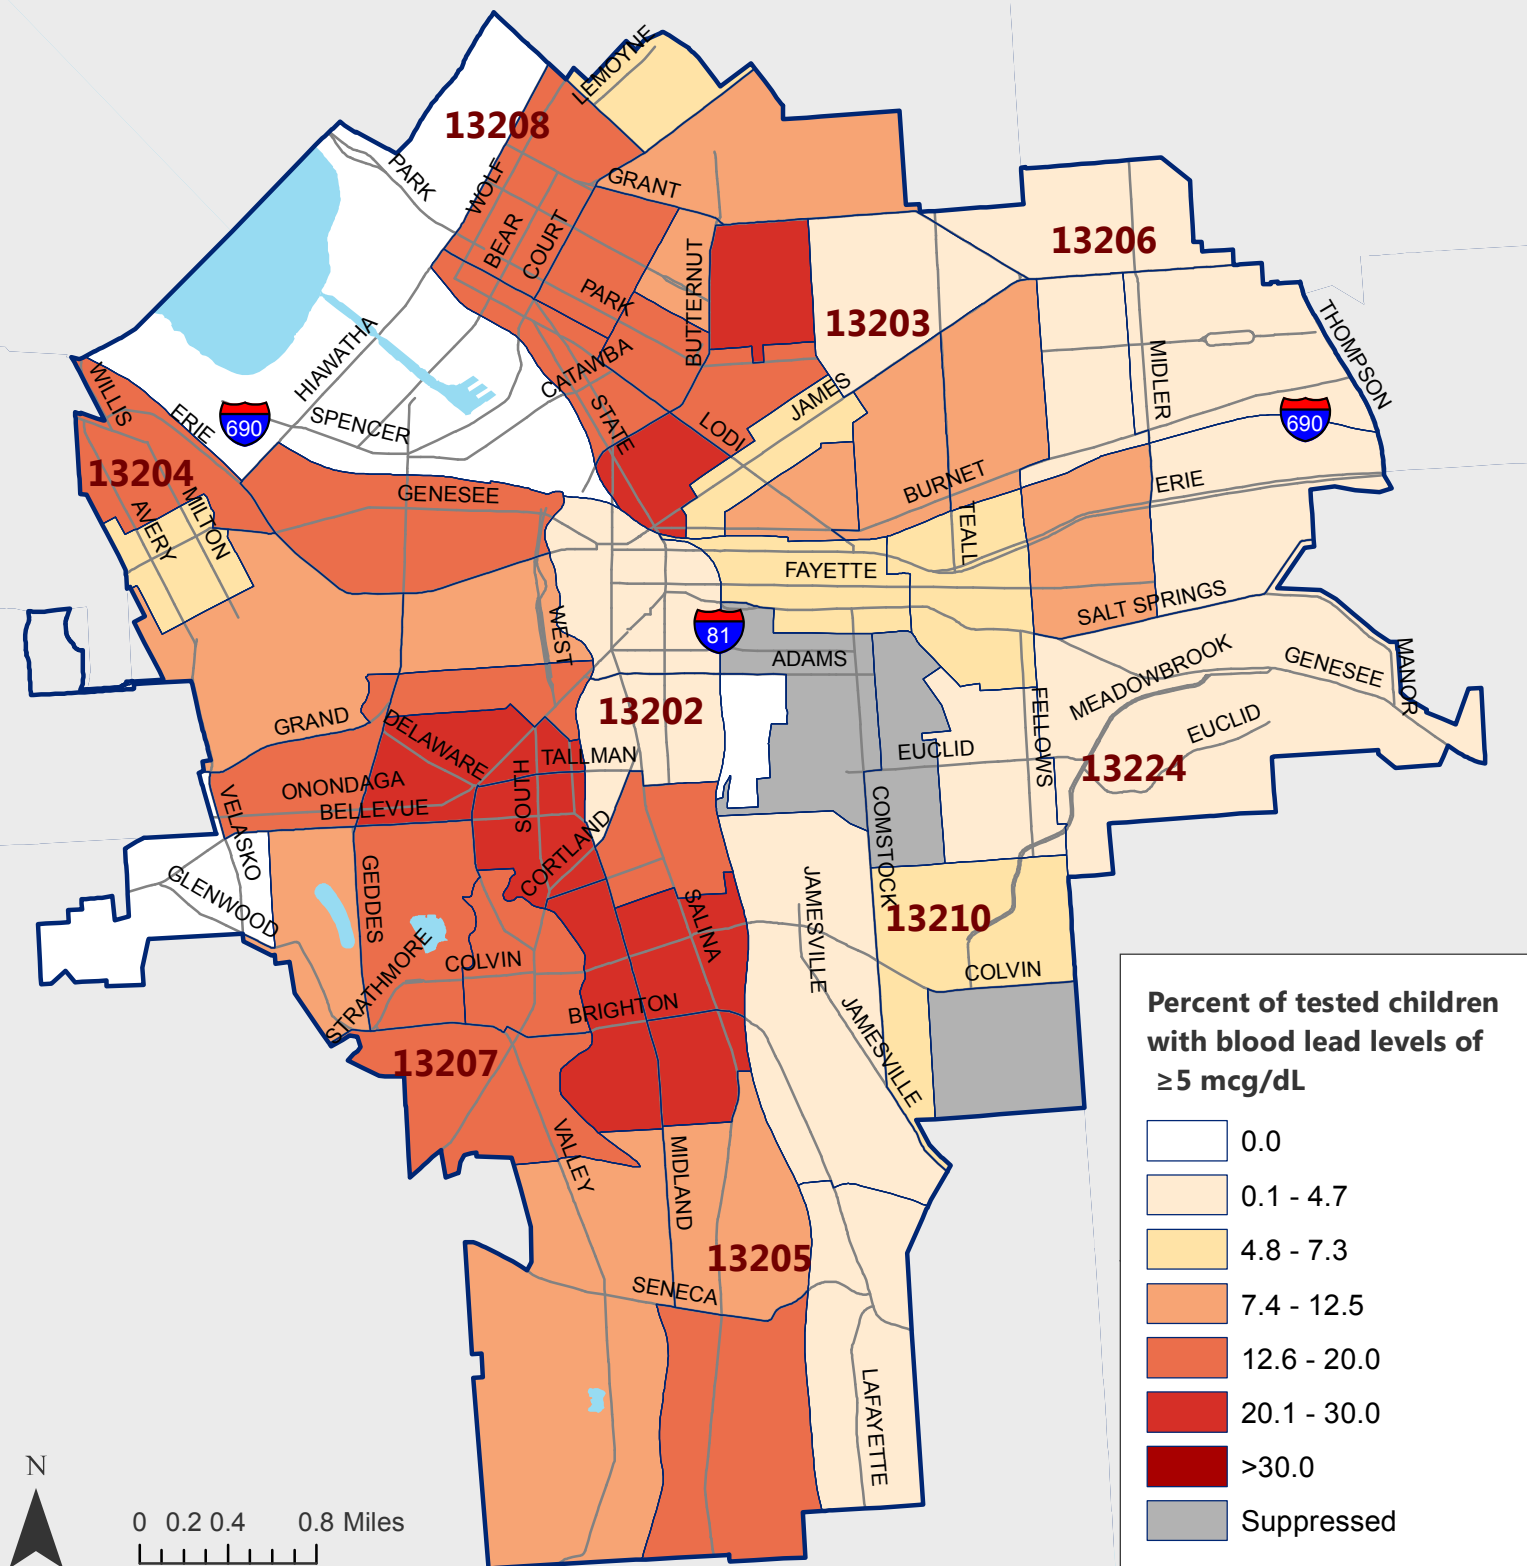 LEMOYNE
13208
PARK
WOLF
GRANT
BEAR
COURT
13206
BUTTERNUT
PARK
13203
THOMPSON
HIAWATHA
MIDLER
WILLIS
CATAWBA
JAMES
ERIE
690
SPENCER
STATE
LODI
690
13204
GENESEE
BURNET
ERIE
AVERY
MILTON
TEALL
FAYETTE
SALT SPRINGS
WEST
81
ADAMS
MEADOWBROOK
GENESEE
MANOR
13202
FELLOWS
EUCLID
GRAND
DELAWARE
TALLMAN
EUCLID
13224
ONONDAGA
BELLEVUE
SOUTH
VELASKO
CORTLAND
COMSTOCK
GLENWOOD
GEDDES
JAMESVILLE
SALINA
13210
STRATHMORE
COLVIN
COLVIN
BRIGHTON
JAMESVILLE
13207
VALLEY
MIDLAND
13205
SENECA
LAFAYETTE
Percent of tested children
with blood lead levels of
≥5 mcg/dL
0.0
0.1 - 4.7
4.8 - 7.3
7.4 - 12.5
12.6 - 20.0
20.1 - 30.0
>30.0
Suppressed
N
0 0.2 0.4 0.8 Miles